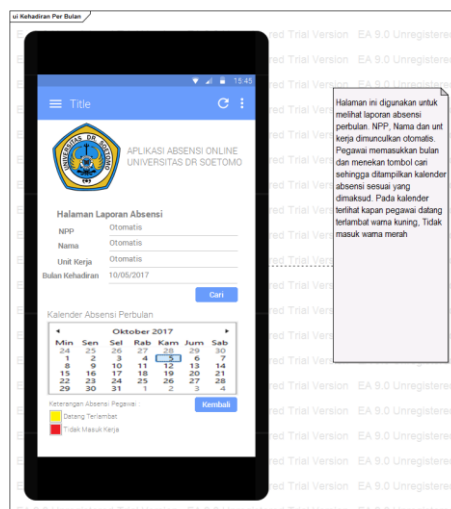 ui Kehadiran Per Bulan
15:45
Title
UNIVERSITAS DR SOETOMO
APLIKASI ABSENSI ONLINE
UNIVERSITAS DR SOETOMO
Halaman Laporan Absensi
NPP Otomatis
Nama Otomatis
Unit Kerja Otomatis
Bulan Kehadiran 10/05/2017
Cari
Kalender Absensi Perbulan
Oktober 2017
Min Sen Sel Rab Kam Jum Sab
24 25 26 27 28 29 30
1 2 3 4 5 6 7
8 9 10 11 12 13 14
15 16 17 18 19 20 21
22 23 24 25 26 27 28
29 30 31 1 2 3 4
Keterangan Absensi Pegawai
Kembali
Datang Terlambat
Tidak Masuk Kerja
Halaman ini digunakan untuk
melihat laporan absensi
perbulan. NPP, Nama dan unt
kerja dimunculkan otomatis.
Pegawai memasukkan bulan
dan menekan tombol cari
sehingga ditampilkan kalender
absensi sesuai yang
dimaksud. Pada kalender
terlihat kapan pegawai datang
terlambat warna kuning, Tidak
masuk warna merah
red Trial Version EA 9.0 Unregistered